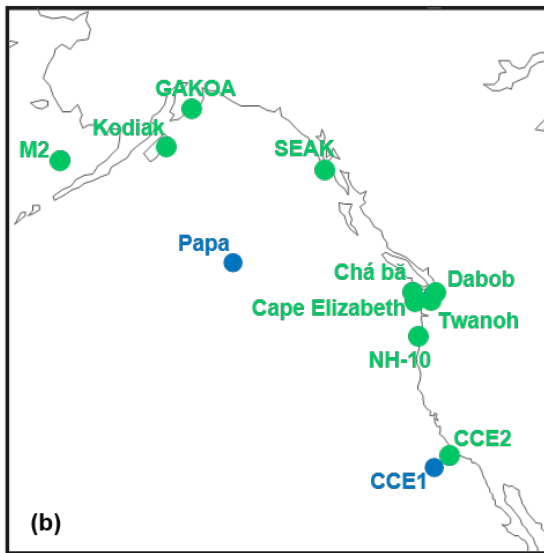 GAKOA
Kodiak
M2
SEAK
Papa
Chá bă
Dabob
Cape Elizabeth
Twanoh
NH-10
CCE2
CCE1
(b)